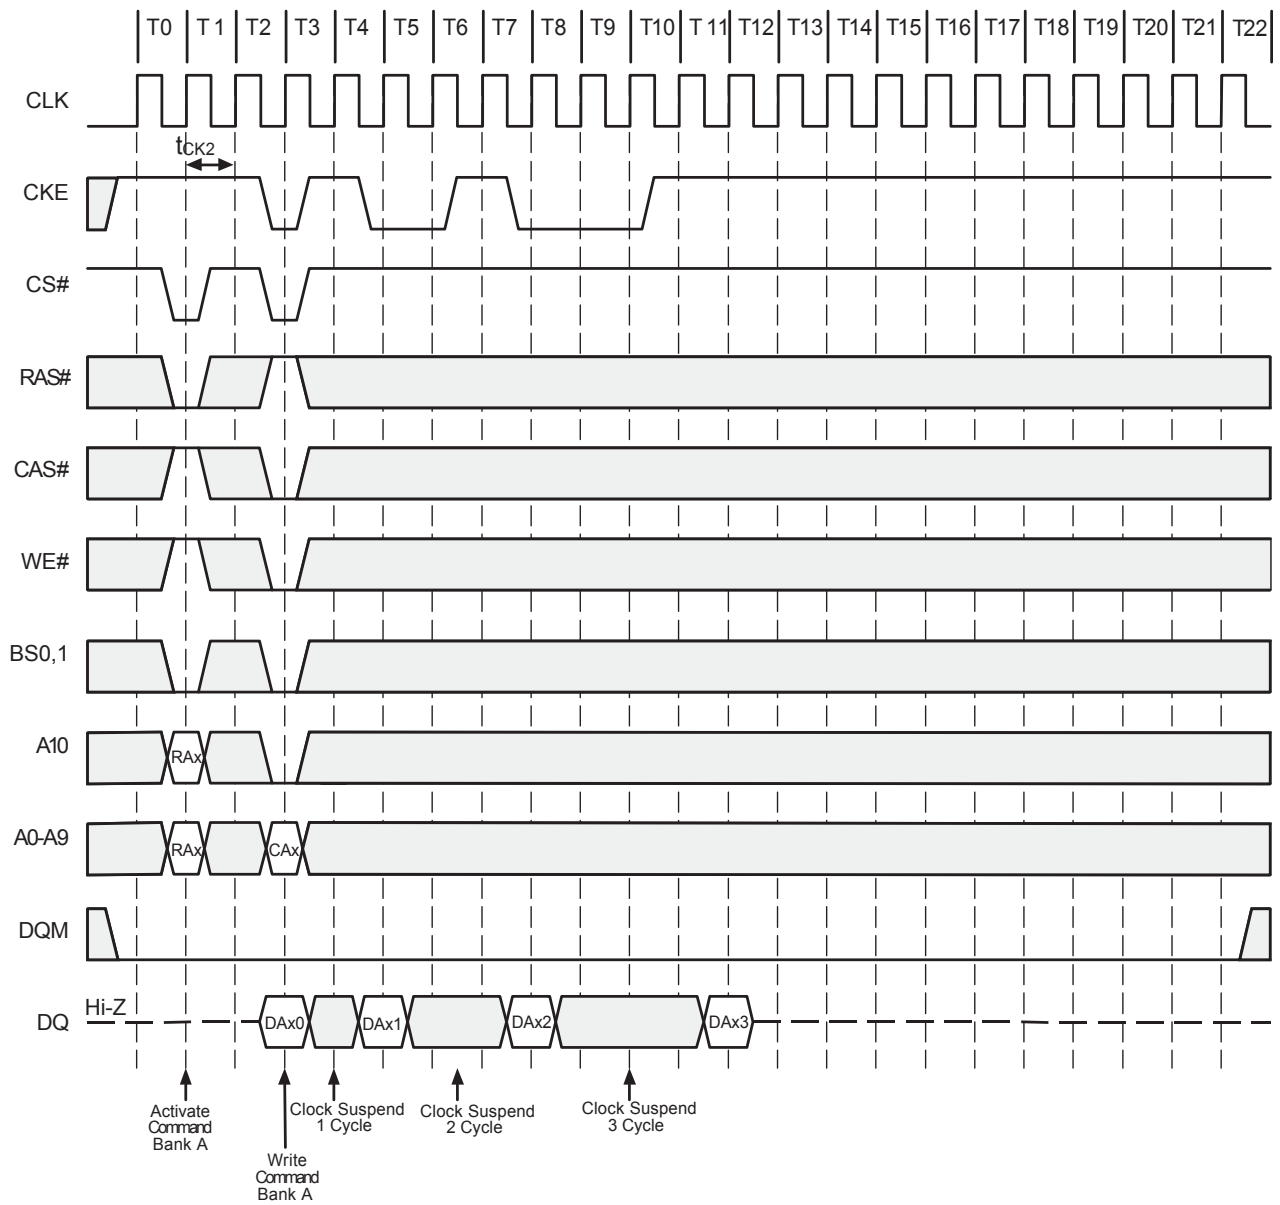 T0 T1 T2 T3 T4 T5 T6 T7 T8 T9 T10 T11 T12 T13 T14 T15 T16 T17 T18 T19 T20 T21 T22
CLK
tCK2
CKE
CS#
RAS#
CAS#
WE#
BS0,1
A10
RAx
A0-A9
RAx CAx
DQM
Hi-Z
DQ
DAx0 DAx1 DAx2 DAx3
Activate
Command
Bank A
Write
Command
Bank A
Clock Suspend
1 Cycle
Clock Suspend
2 Cycle
Clock Suspend
3 Cycle